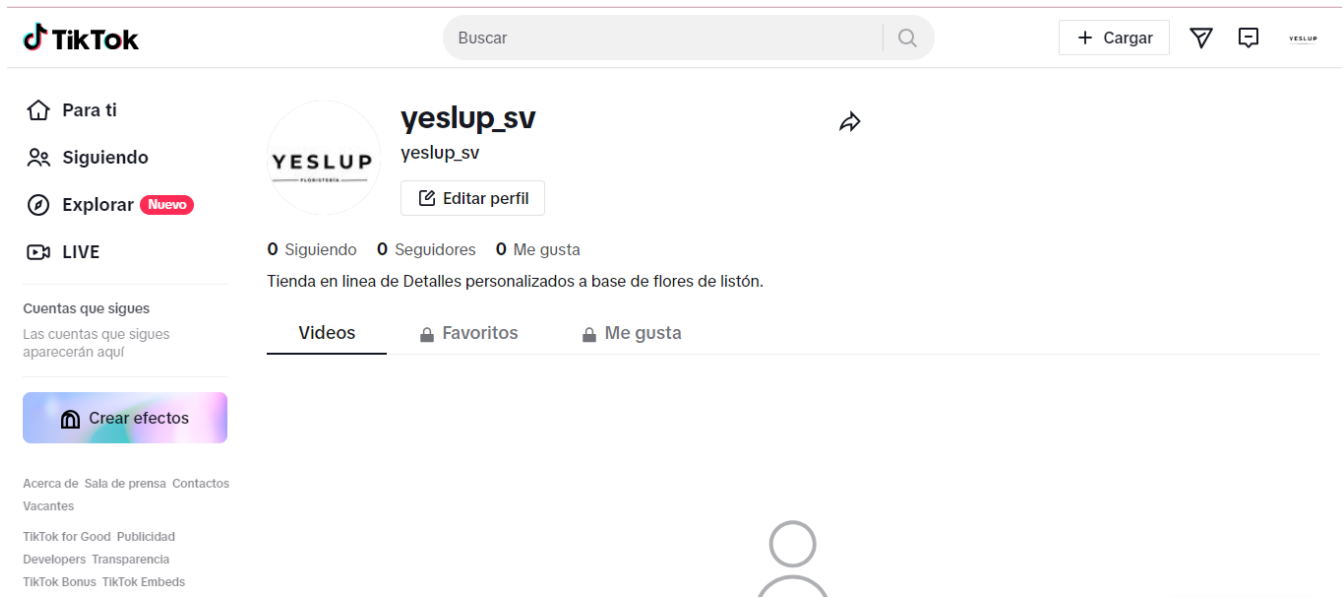 TikTok
Buscar
Cargar
YESLUP
Para ti
Siguiendo
Explorar Nuevo
LIVE
Cuentas que sigues
Las cuentas que sigues
aparecerán aquí
Crear efectos
Acerca de Sala de prensa Contactos
Vacantes
TikTok for Good Publicidad
Developers Transparencia
TikTok Bonus TikTok Embeds
YESLUP
FLORISTERÍA
yeslup_sv
yeslup_sv
Editar perfil
0 Siguiendo 0 Seguidores 0 Me gusta
Tienda en linea de Detalles personalizados a base de flores de listón.
Videos Favoritos Me gusta